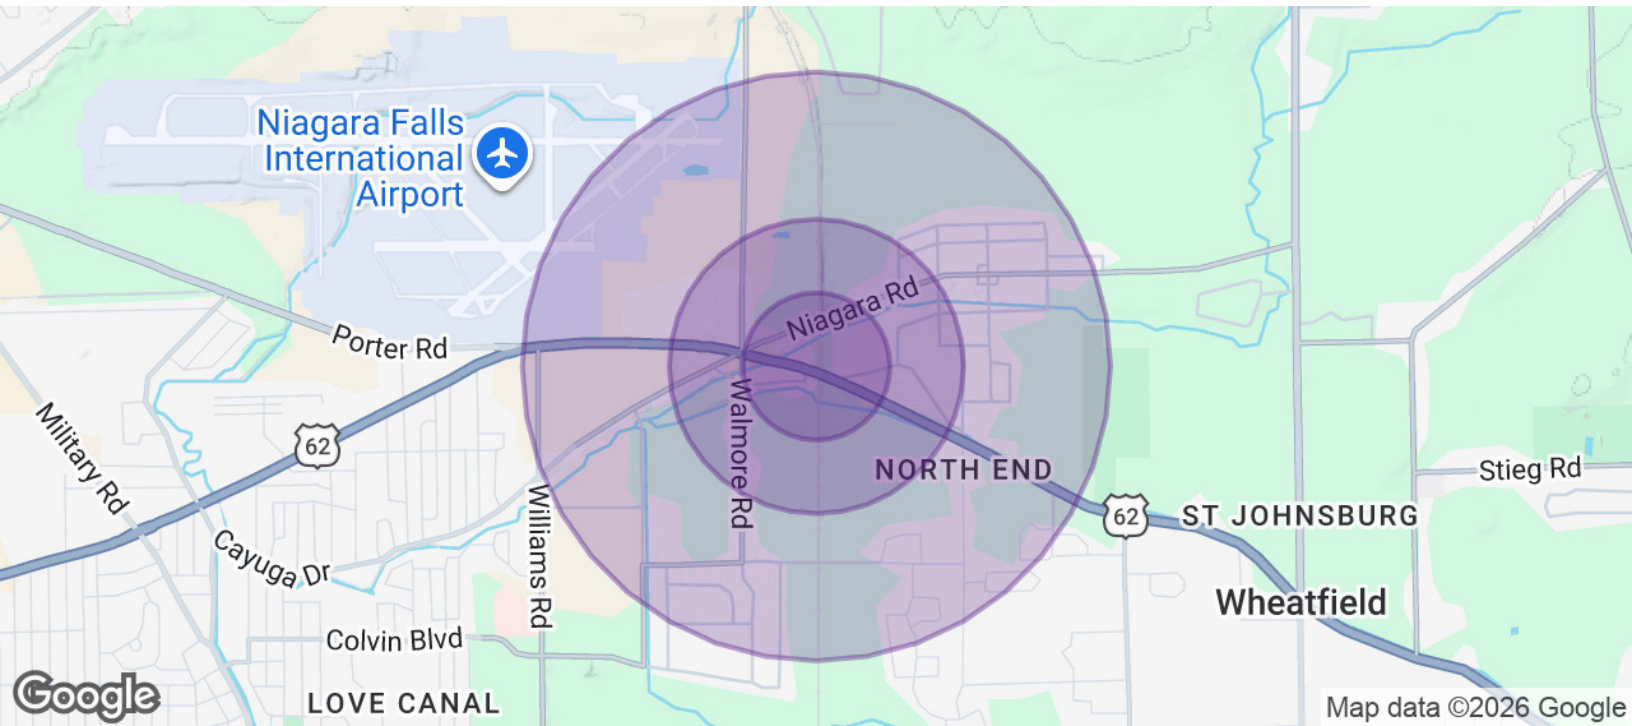 Niagara Falls
International
Airport
Niagara Rd
Porter Rd
62
Military Rd
Walmore Rd
NORTH END
Stieg Rd
62
ST JOHNSBURG
Williams Rd
Cayuga Dr
Wheatfield
Colvin Blvd
LOVE CANAL
Google
Map data ©2026 Google